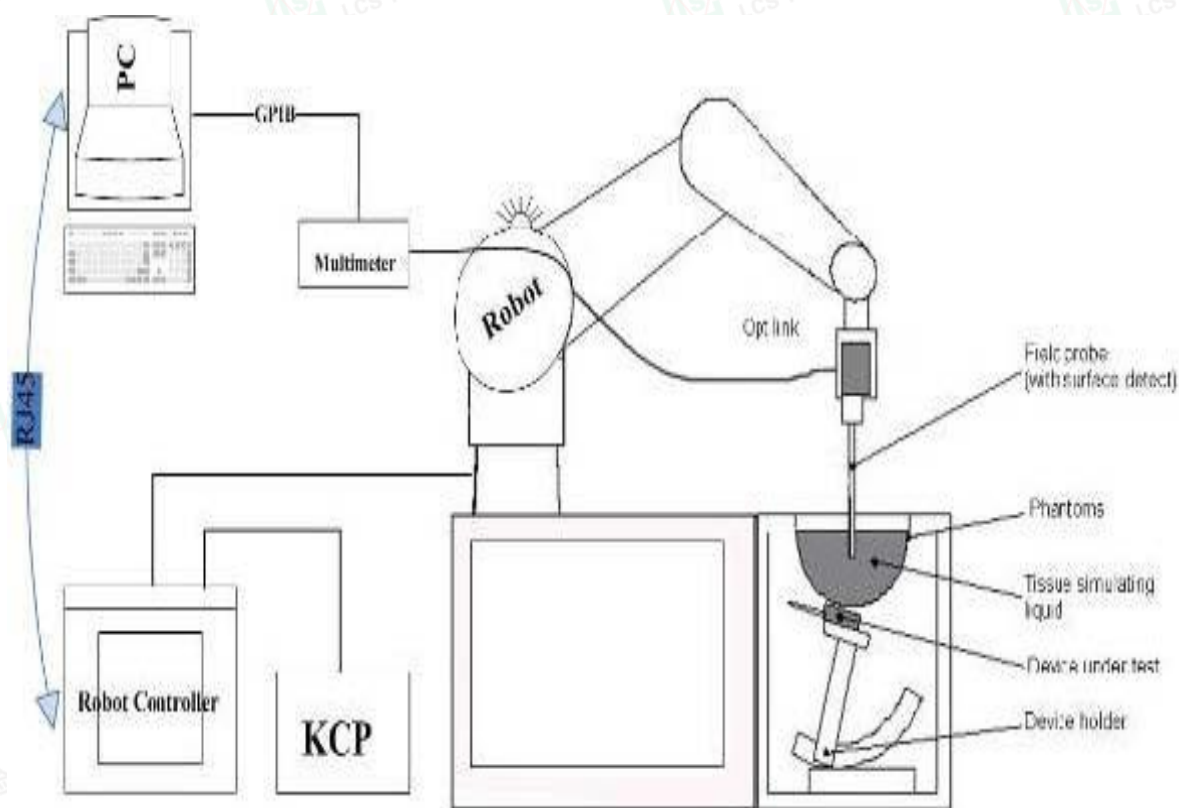 PC
GPIB
Multimeter
Robot
Opt link
Field probe
(with surface detect)
RJ45
Phantoms
Tissue simulating
liquid
Device under test
Device holder
Robot Controller
KCP